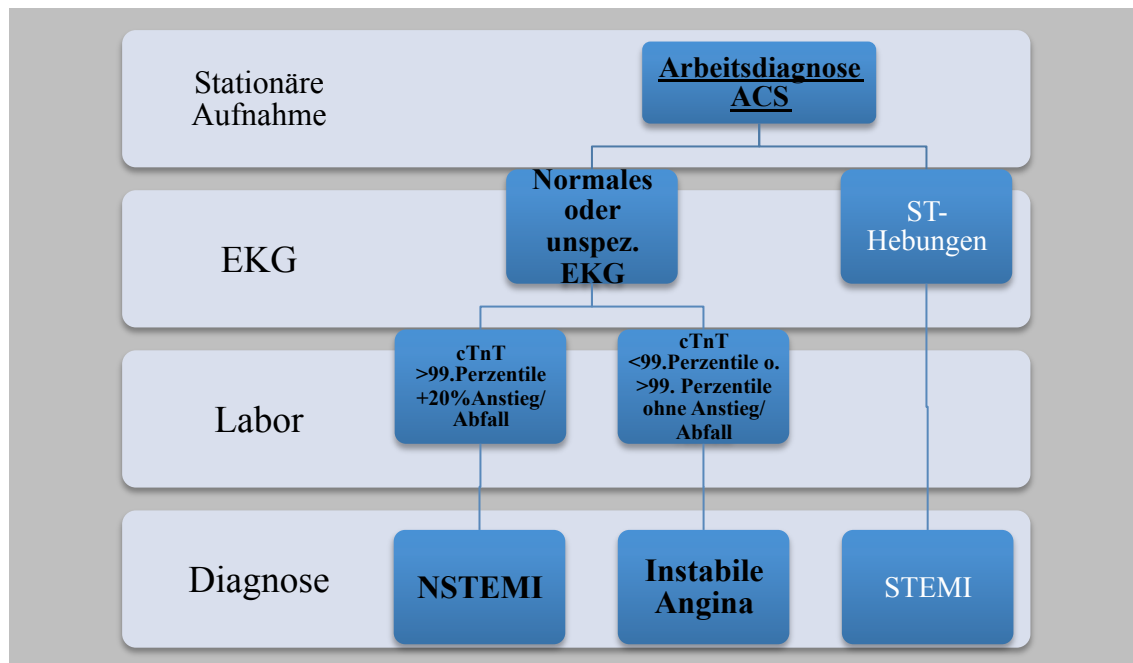 Stationäre
Aufnahme
Arbeitsdiagnose
ACS
EKG
Normales
oder
unspez.
EKG
ST-
Hebungen
Labor
cTnT
>99.Perzentile
+20%Anstieg/
Abfall
cTnT
<99.Perzentile o.
>99. Perzentile
ohne Anstieg/
Abfall
Diagnose
NSTEMI
Instabile
Angina
STEMI